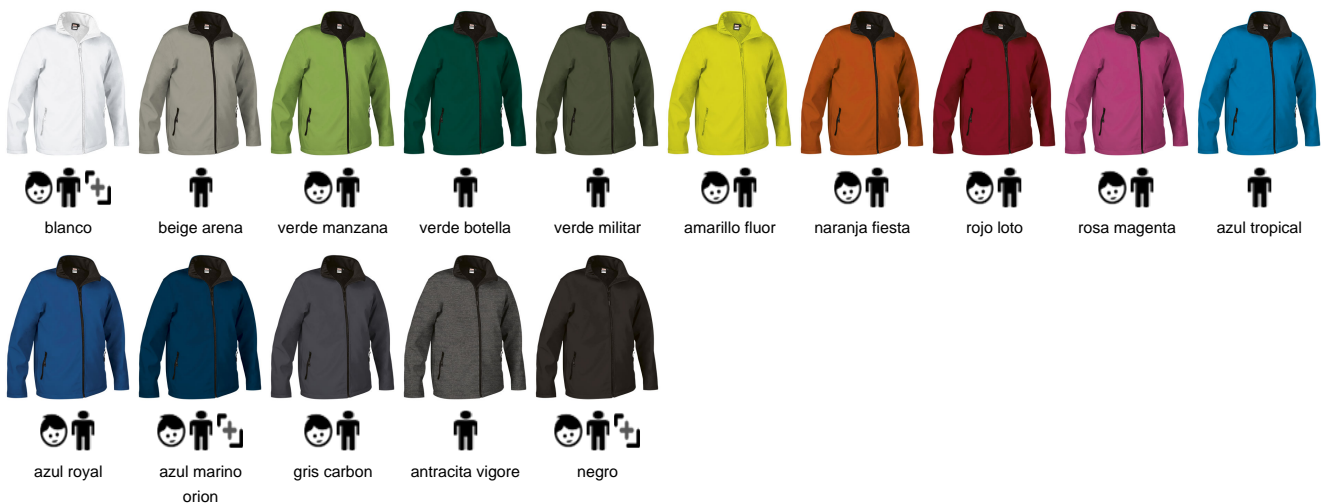 blanco
beige arena
verde manzana
verde botella
verde militar
amarillo fluor
naranja fiesta
rojo loto
rosa magenta
azul tropical
azul royal
azul marino
orion
gris carbon
antracita vigore
negro